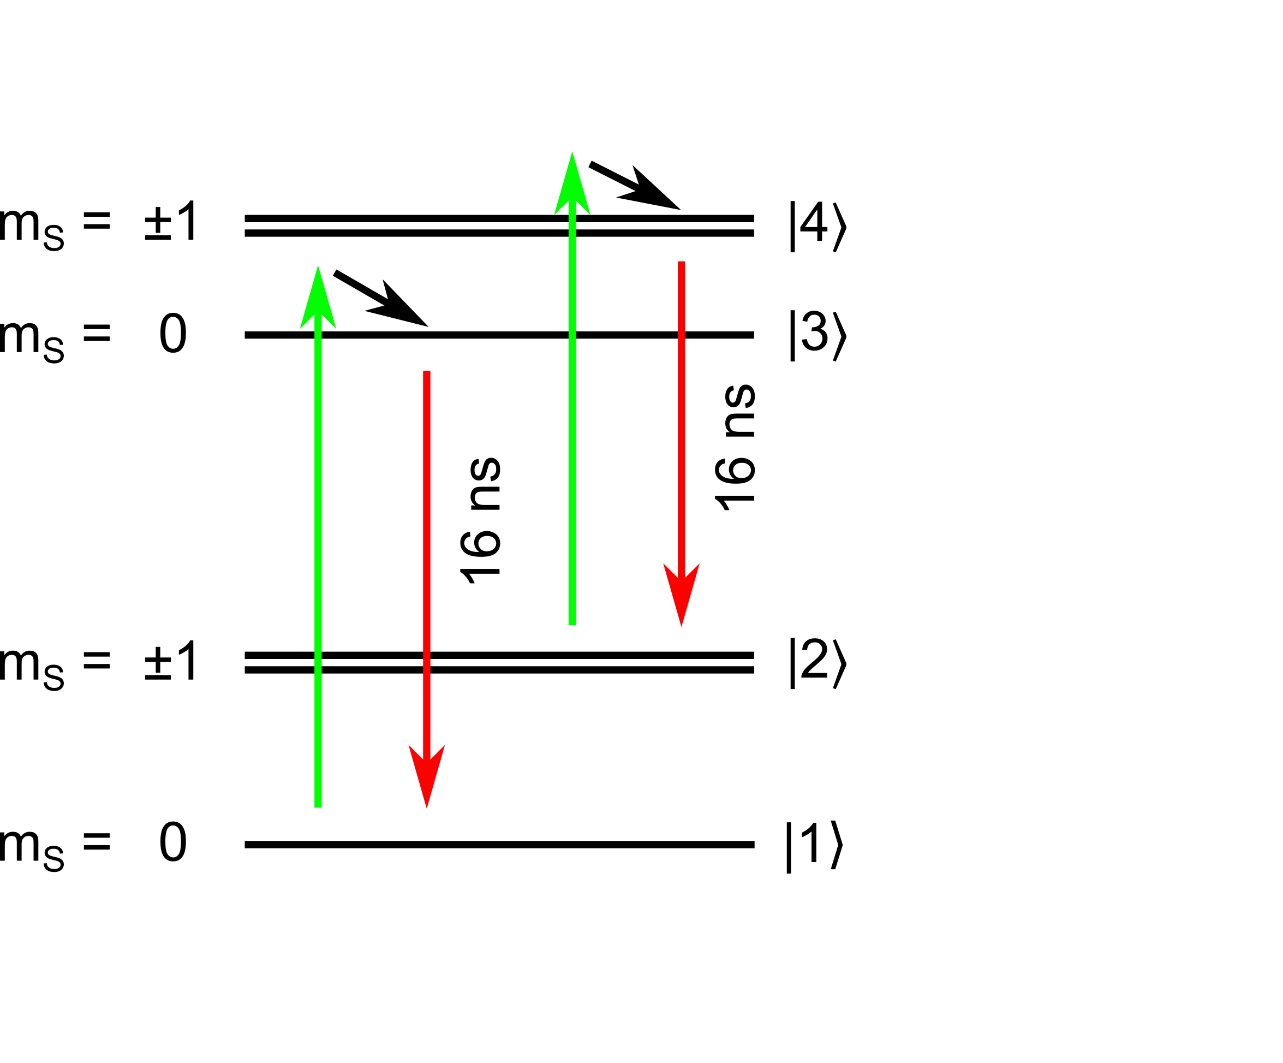 mS = ±1 |4⟩
mS = 0 |3⟩
16 ns
16 ns
mS = ±1 |2⟩
mS = 0 |1⟩